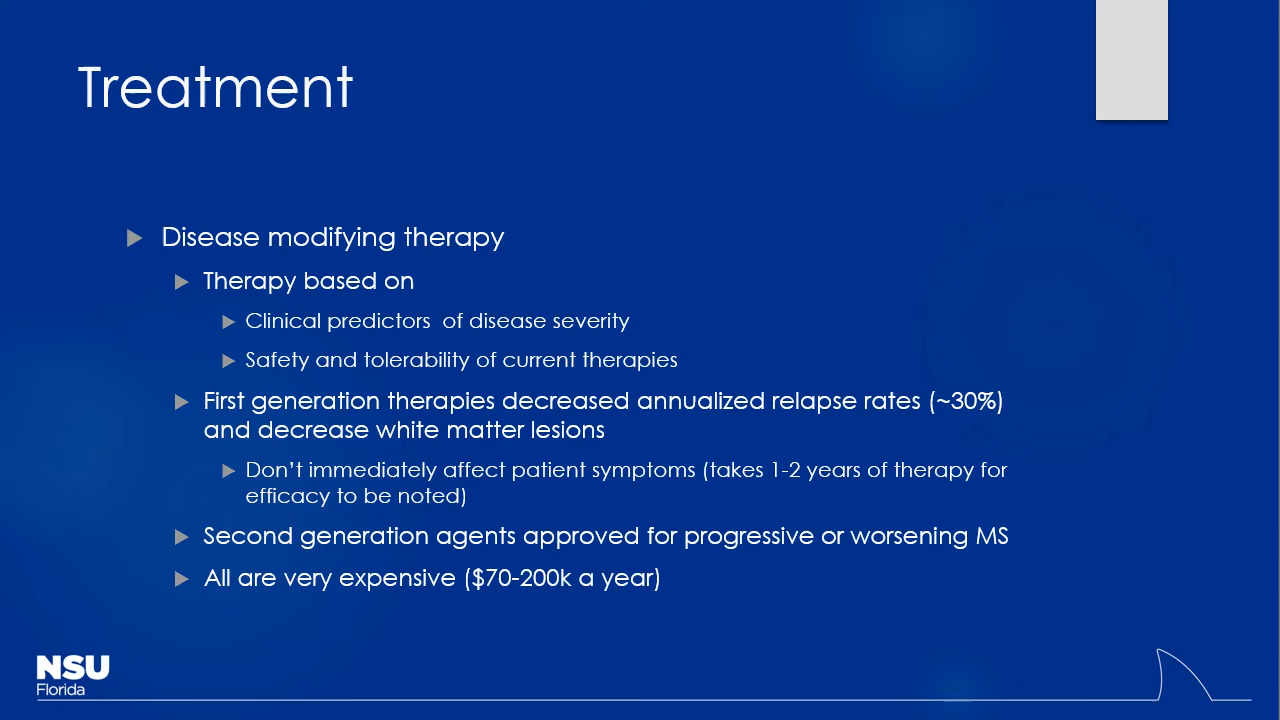 Treatment
Disease modifying therapy
Therapy based on
Clinical predictors  of disease severity
Safety and tolerability of current therapies
First generation therapies decreased annualized relapse rates (~30%)
and decrease white matter lesions
Don’t immediately affect patient symptoms (takes 1-2 years of therapy for
efficacy to be noted)
Second generation agents approved for progressive or worsening MS
All are very expensive ($70-200k a year)
NSU
Florida